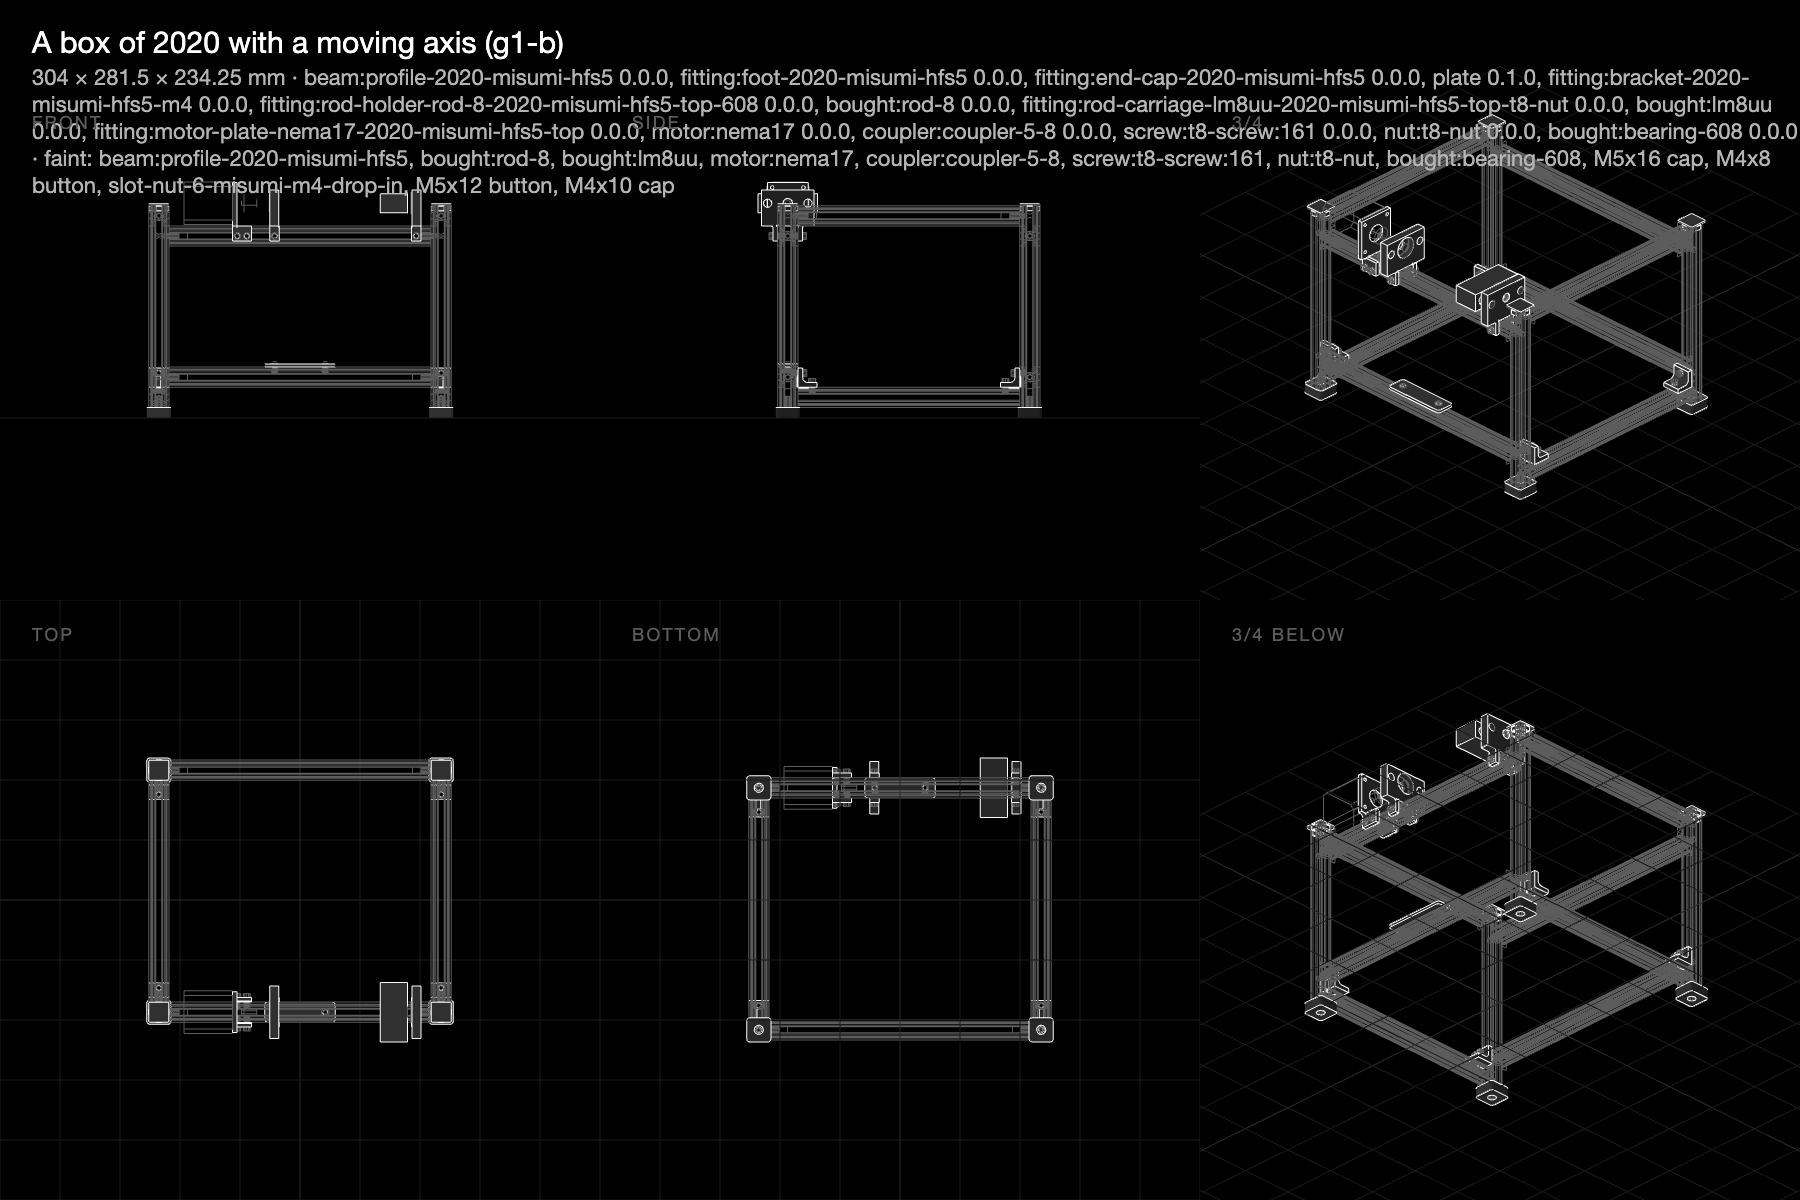 A box of 2020 with a moving axis (g1-b)
304 × 281.5 × 234.25 mm · beam:profile-2020-misumi-hfs5 0.0.0, fitting:foot-2020-misumi-hfs5 0.0.0, fitting:end-cap-2020-misumi-hfs5 0.0.0, plate 0.1.0, fitting:bracket-2020-
misumi-hfs5-m4 0.0.0, fitting:rod-holder-rod-8-2020-misumi-hfs5-top-608 0.0.0, bought:rod-8 0.0.0, fitting:rod-carriage-lm8uu-2020-misumi-hfs5-top-t8-nut 0.0.0, bought:lm8uu
0.0.0, fitting:motor-plate-nema17-2020-misumi-hfs5-top 0.0.0, motor:nema17 0.0.0, coupler:coupler-5-8 0.0.0, screw:t8-screw:161 0.0.0, nut:t8-nut 0.0.0, bought:bearing-608 0.0.0
· faint: beam:profile-2020-misumi-hfs5, bought:rod-8, bought:lm8uu, motor:nema17, coupler:coupler-5-8, screw:t8-screw:161, nut:t8-nut, bought:bearing-608, M5x16 cap, M4x8
button, slot-nut-6-misumi-m4-drop-in, M5x12 button, M4x10 cap
FRONT
SIDE
3/4
TOP
BOTTOM
3/4 BELOW